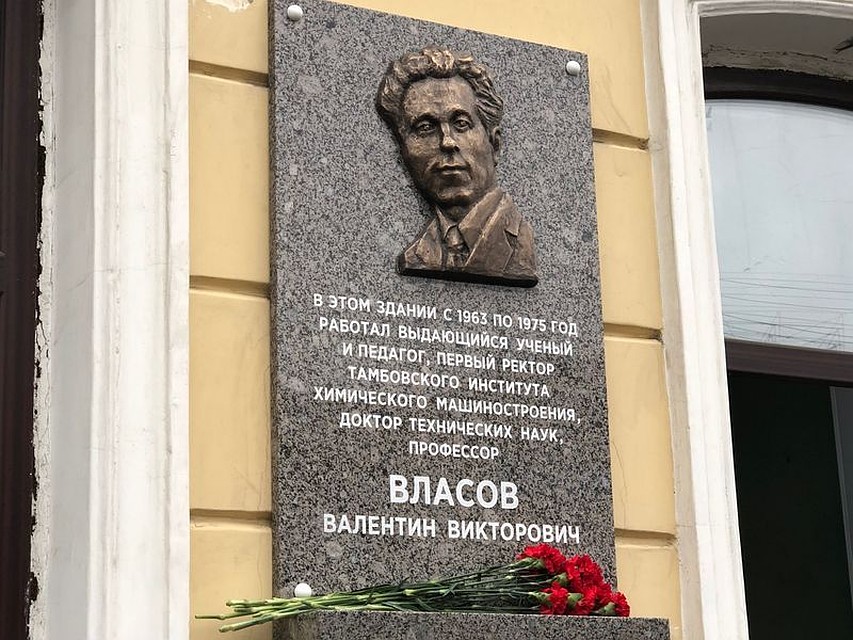 В ЭТОМ ЗДАНИИ С 1963 ПО 1975 ГОД
РАБОТАЛ ВЫДАЮЩИЙСЯ УЧЕНЫЙ
И ПЕДАГОГ, ПЕРВЫЙ РЕКТОР
ТАМБОВСКОГО ИНСТИТУТА
ХИМИЧЕСКОГО МАШИНОСТРОЕНИЯ,
ДОКТОР ТЕХНИЧЕСКИХ НАУК,
ПРОФЕССОР
ВЛАСОВ
ВАЛЕНТИН ВИКТОРОВИЧ